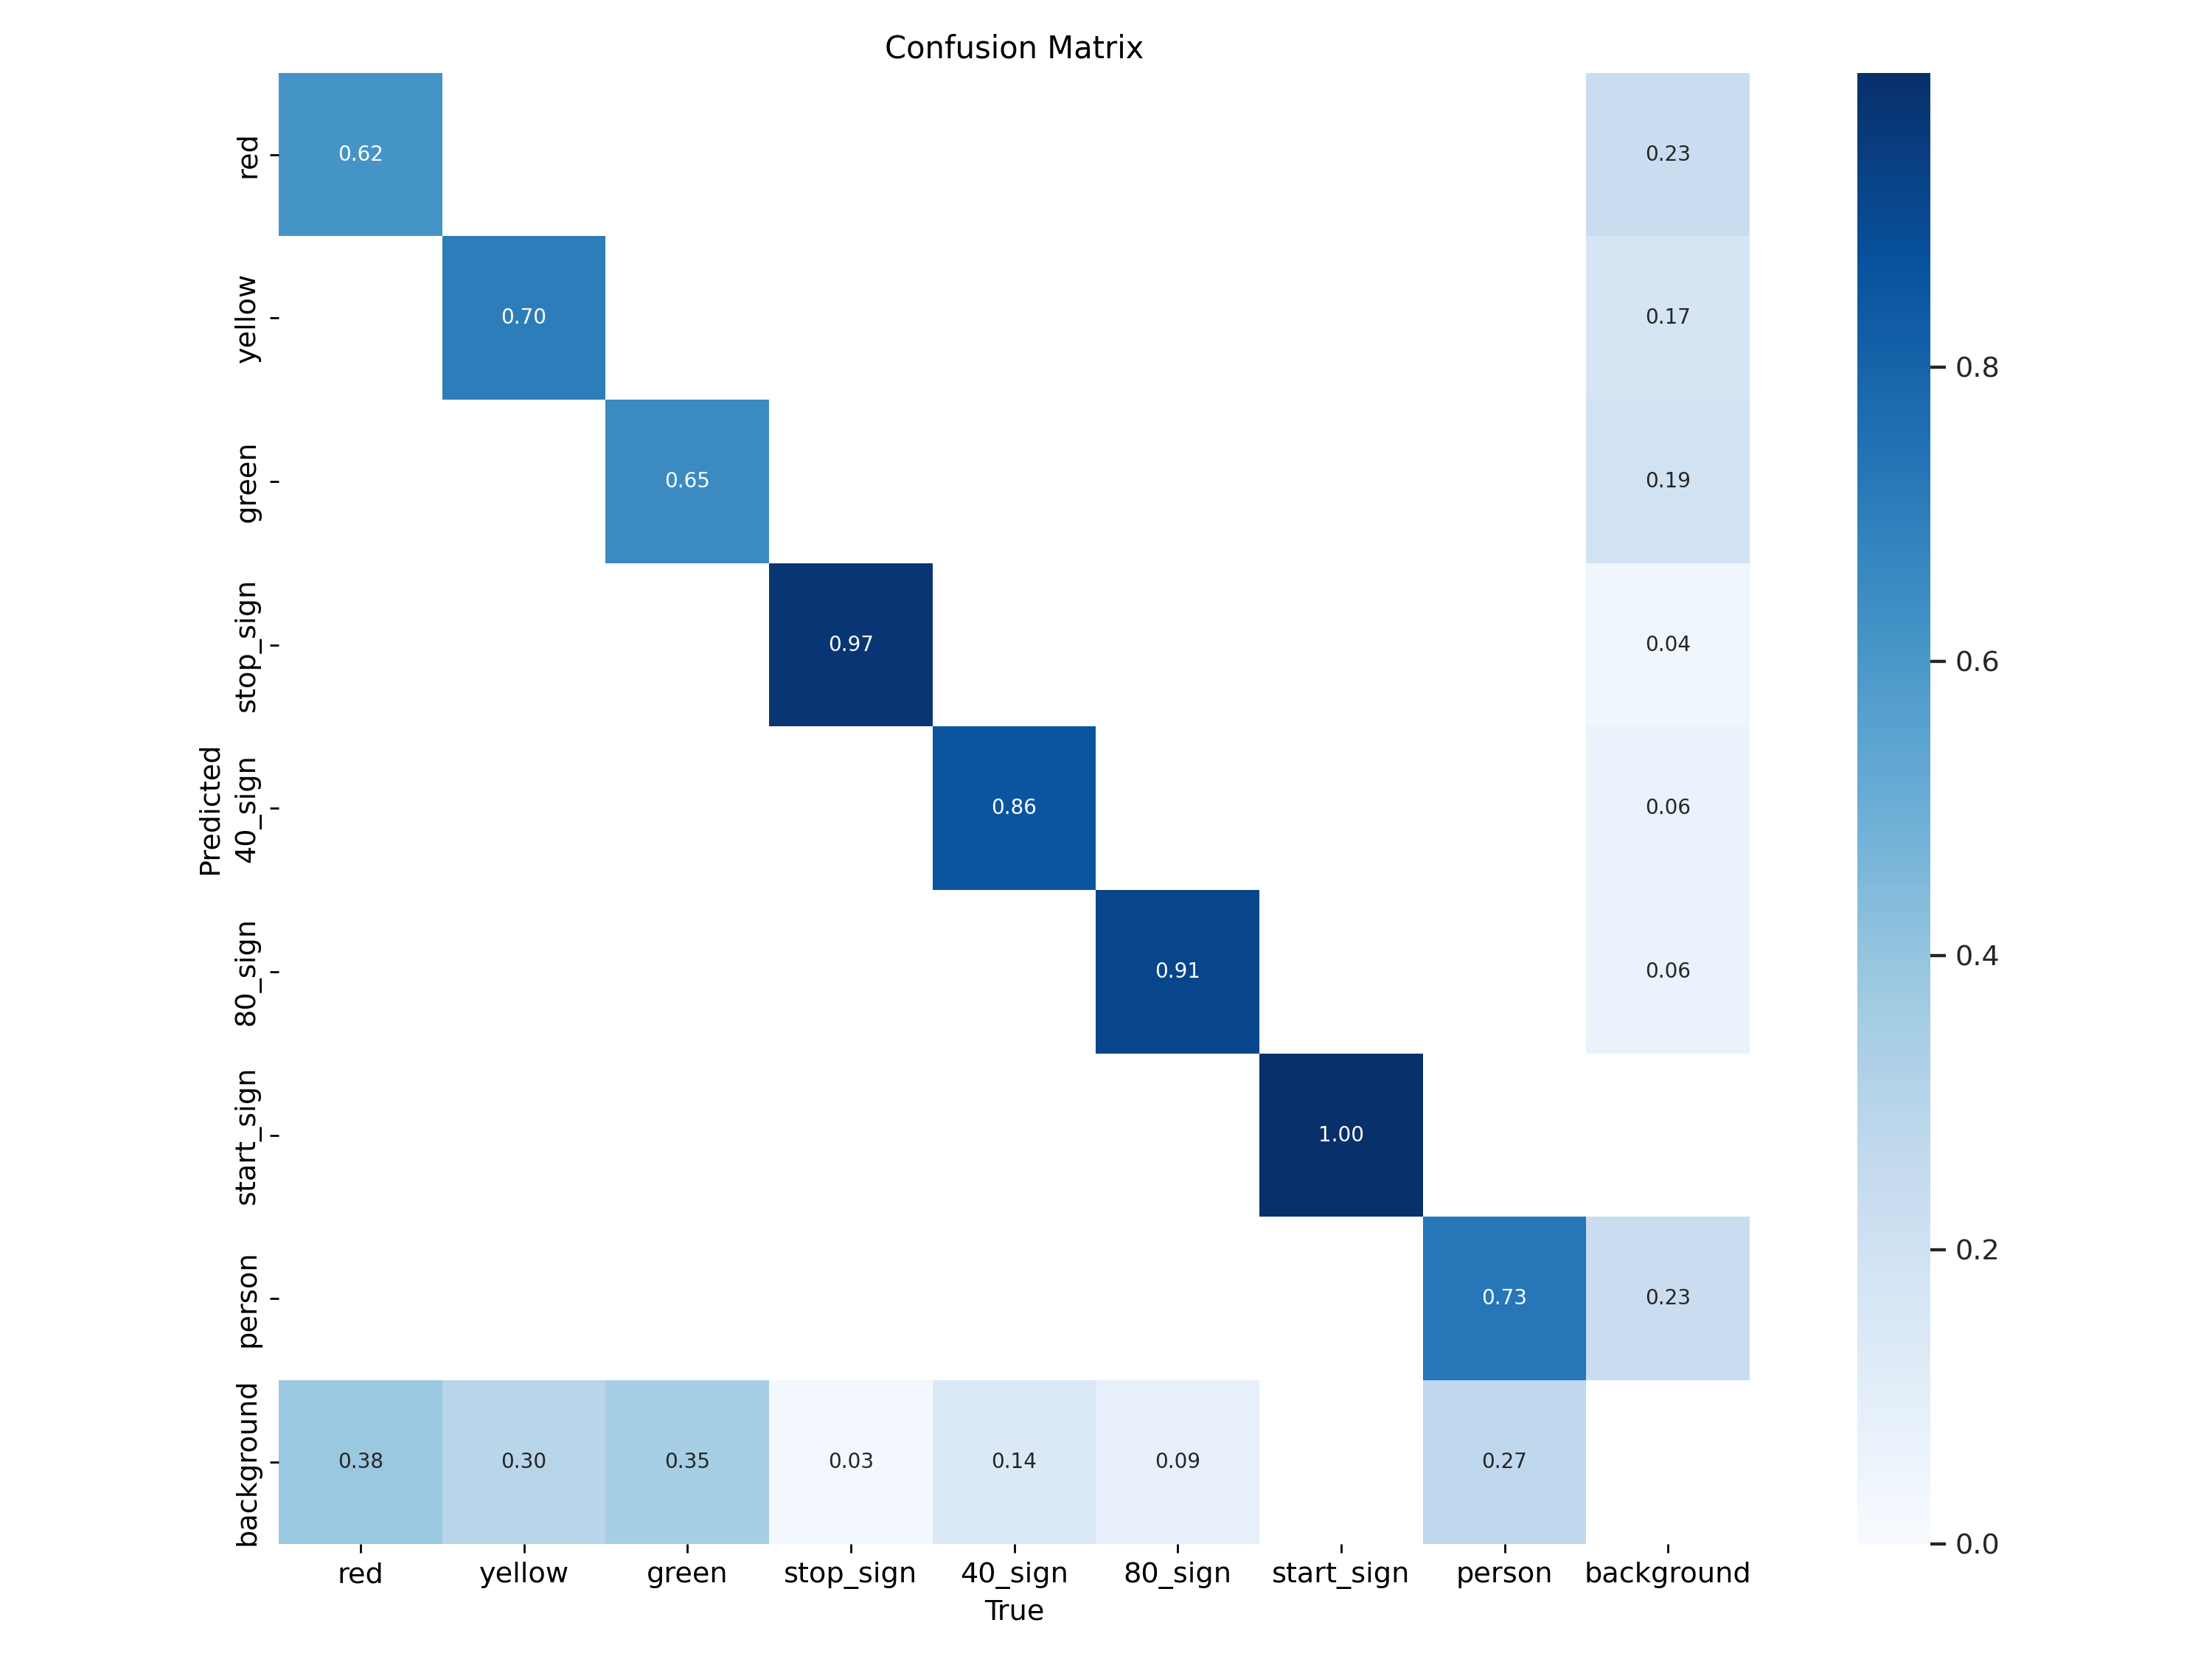 Confusion Matrix
red
0.62
0.23
yellow
0.70
0.17
0.8
green
0.65
0.19
stop_sign
0.97
0.04
0.6
Predicted
40_sign
0.86
0.06
80_sign
0.91
0.06
0.4
start_sign
1.00
person
0.73
0.23
0.2
background
0.38
0.30
0.35
0.03
0.14
0.09
0.27
0.0
red yellow green stop_sign 40_sign 80_sign start_sign person background
True